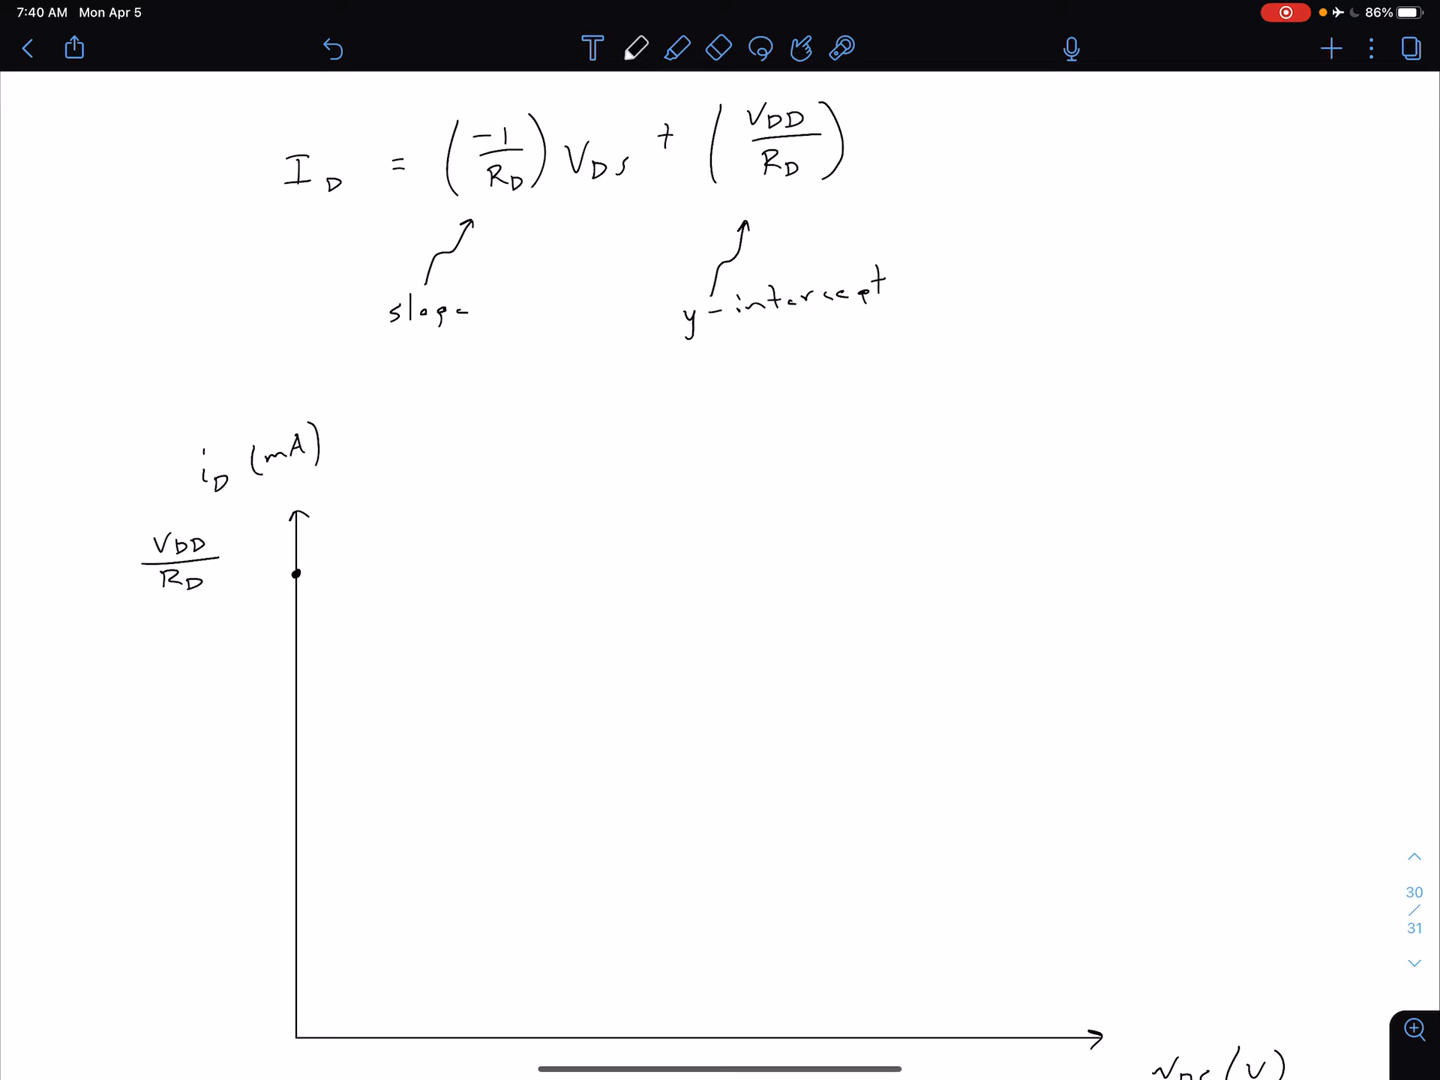 7:40 AM Mon Apr 5 86%
I_D = (-1/R_D) V_DS + (V_DD/R_D)
slope
y-intercept
i_D (mA)
V_DD/R_D
30
/
31
v_DS (V)